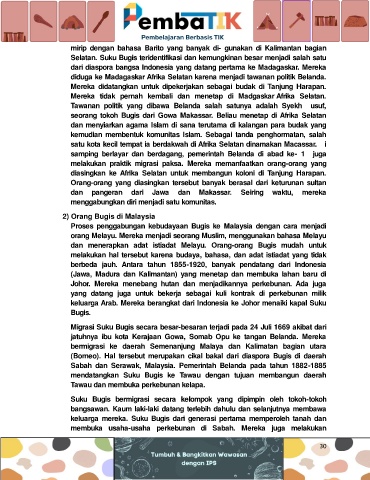 PembaTIK
Pembelajaran Berbasis TIK
mirip dengan bahasa Barito yang banyak di- gunakan di Kalimantan bagian
Selatan. Suku Bugis teridentifikasi dan kemungkinan besar menjadi salah satu
dari diaspora bangsa Indonesia yang datang pertama ke Madagaskar. Mereka
diduga ke Madagaskar Afrika Selatan karena menjadi tawanan politik Belanda.
Mereka didatangkan untuk dipekerjakan sebagai budak di Tanjung Harapan.
Mereka tidak pernah kembali dan menetap di Madgaskar Afrika Selatan.
Tawanan politik yang dibawa Belanda salah satunya adalah Syekh usuf,
seorang tokoh Bugis dari Gowa Makassar. Beliau menetap di Afrika Selatan
dan menyiarkan agama Islam di sana terutama di kalangan para budak yang
kemudian membentuk komunitas Islam. Sebagai tanda penghormatan, salah
satu kota kecil tempat ia berdakwah di Afrika Selatan dinamakan Macassar. i
samping berlayar dan berdagang, pemerintah Belanda di abad ke- 1 juga
melakukan praktik migrasi paksa. Mereka memanfaatkan orang-orang yang
diasingkan ke Afrika Selatan untuk membangun koloni di Tanjung Harapan.
Orang-orang yang diasingkan tersebut banyak berasal dari keturunan sultan
dan pangeran dari Jawa dan Makassar. Seiring waktu, mereka
menggabungkan diri menjadi satu komunitas.
2) Orang Bugis di Malaysia
Proses penggabungan kebudayaan Bugis ke Malaysia dengan cara menjadi
orang Melayu. Mereka menjadi seorang Muslim, menggunakan bahasa Melayu
dan menerapkan adat istiadat Melayu. Orang-orang Bugis mudah untuk
melakukan hal tersebut karena budaya, bahasa, dan adat istiadat yang tidak
berbeda jauh. Antara tahun 1855-1920, banyak pendatang dari Indonesia
(Jawa, Madura dan Kalimantan) yang menetap dan membuka lahan baru di
Johor. Mereka menebang hutan dan menjadikannya perkebunan. Ada juga
yang datang juga untuk bekerja sebagai kuli kontrak di perkebunan milik
keluarga Arab. Mereka berangkat dari Indonesia ke Johor menaiki kapal Suku
Bugis.
Migrasi Suku Bugis secara besar-besaran terjadi pada 24 Juli 1669 akibat dari
jatuhnya ibu kota Kerajaan Gowa, Somab Opu ke tangan Belanda. Mereka
bermigrasi ke daerah Semenanjung Malaya dan Kalimatan bagian utara
(Borneo). Hal tersebut merupakan cikal bakal dari diaspora Bugis di daerah
Sabah dan Serawak, Malaysia. Pemerintah Belanda pada tahun 1882-1885
mendatangkan Suku Bugis ke Tawau dengan tujuan membangun daerah
Tawau dan membuka perkebunan kelapa.
Suku Bugis bermigrasi secara kelompok yang dipimpin oleh tokoh-tokoh
bangsawan. Kaum laki-laki datang terlebih dahulu dan selanjutnya membawa
keluarga mereka. Suku Bugis dari generasi pertama memperoleh tanah dan
membuka usaha-usaha perkebunan di Sabah. Mereka juga melakukan
30
Tumbuh & Bangkitkan Wawasan
dengan IPS